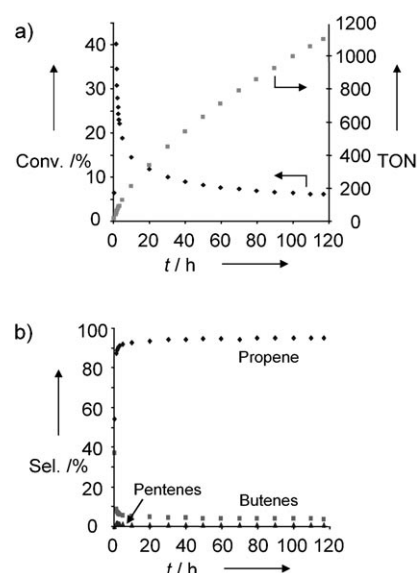 a)
40
30
20
10
0
Conv. /%
1200
1000
800
600
400
200
0
TON
0 20 40 60 80 100 120
t / h
b)
100
80
60
40
20
0
Sel. /%
Propene
Pentenes
Butenes
0 20 40 60 80 100 120
t / h